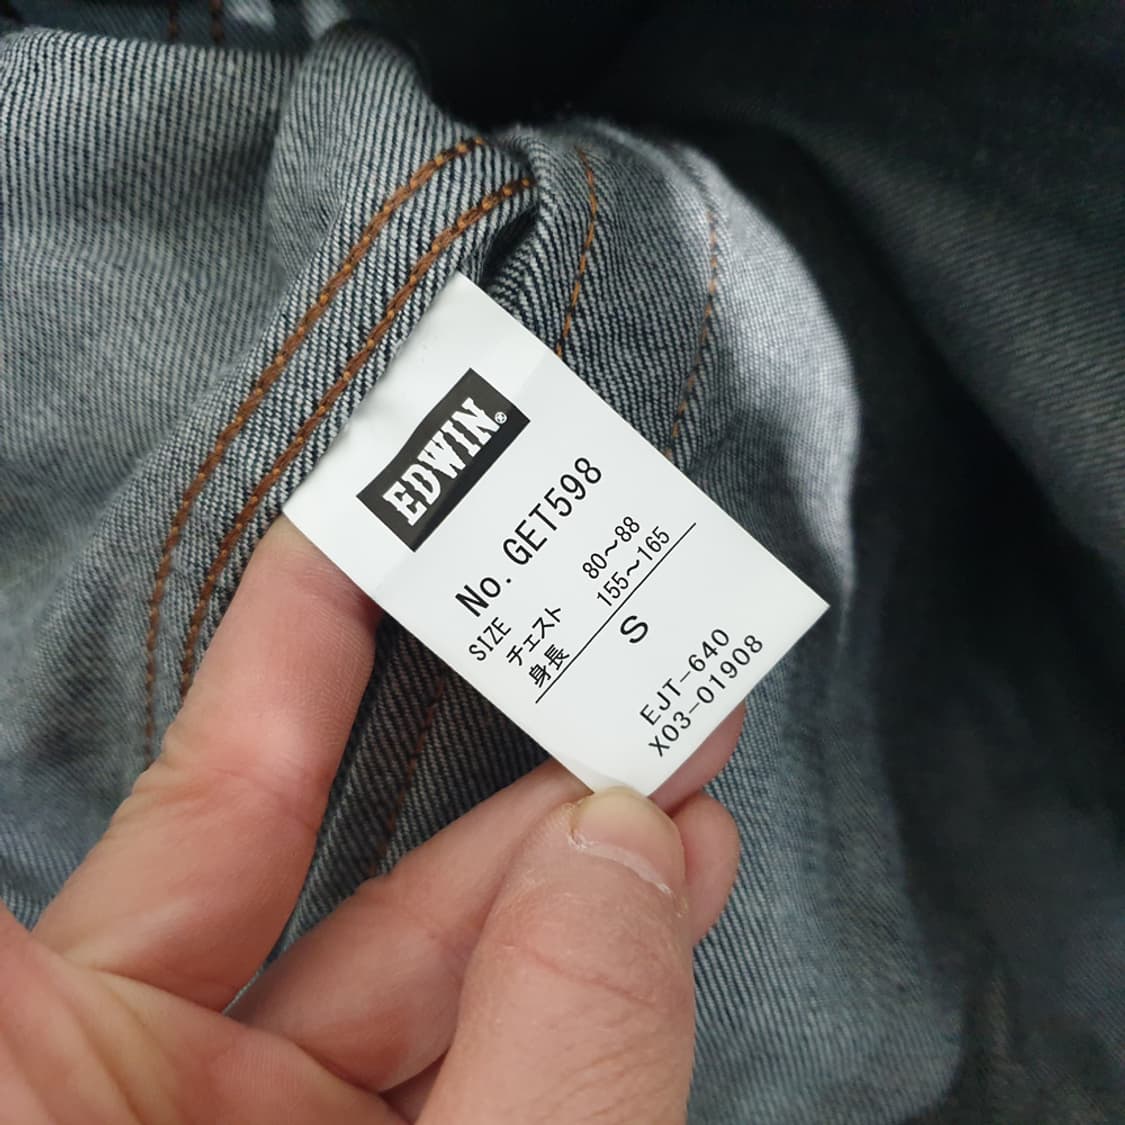 EDWIN®
No. GET598
SIZE
チェスト 80～88
身長 155～165
S
EJT-640
X03-01908